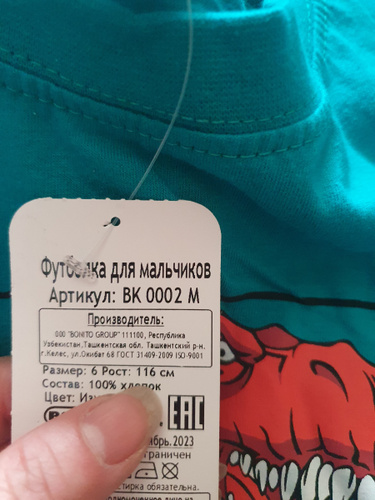 Футболка для мальчиков
Артикул: BK 0002 M
Производитель:
ООО "BONITO GROUP" 111100, Республика
Узбекистан,Ташкентская обл. Ташкентский р-н.
г.Келес, ул.Окибат 68 ГОСТ 31409-2009 ISO-9001
Размер: 6 Рост: 116 см
Состав: 100% хлопок
Цвет:
EAC
2023